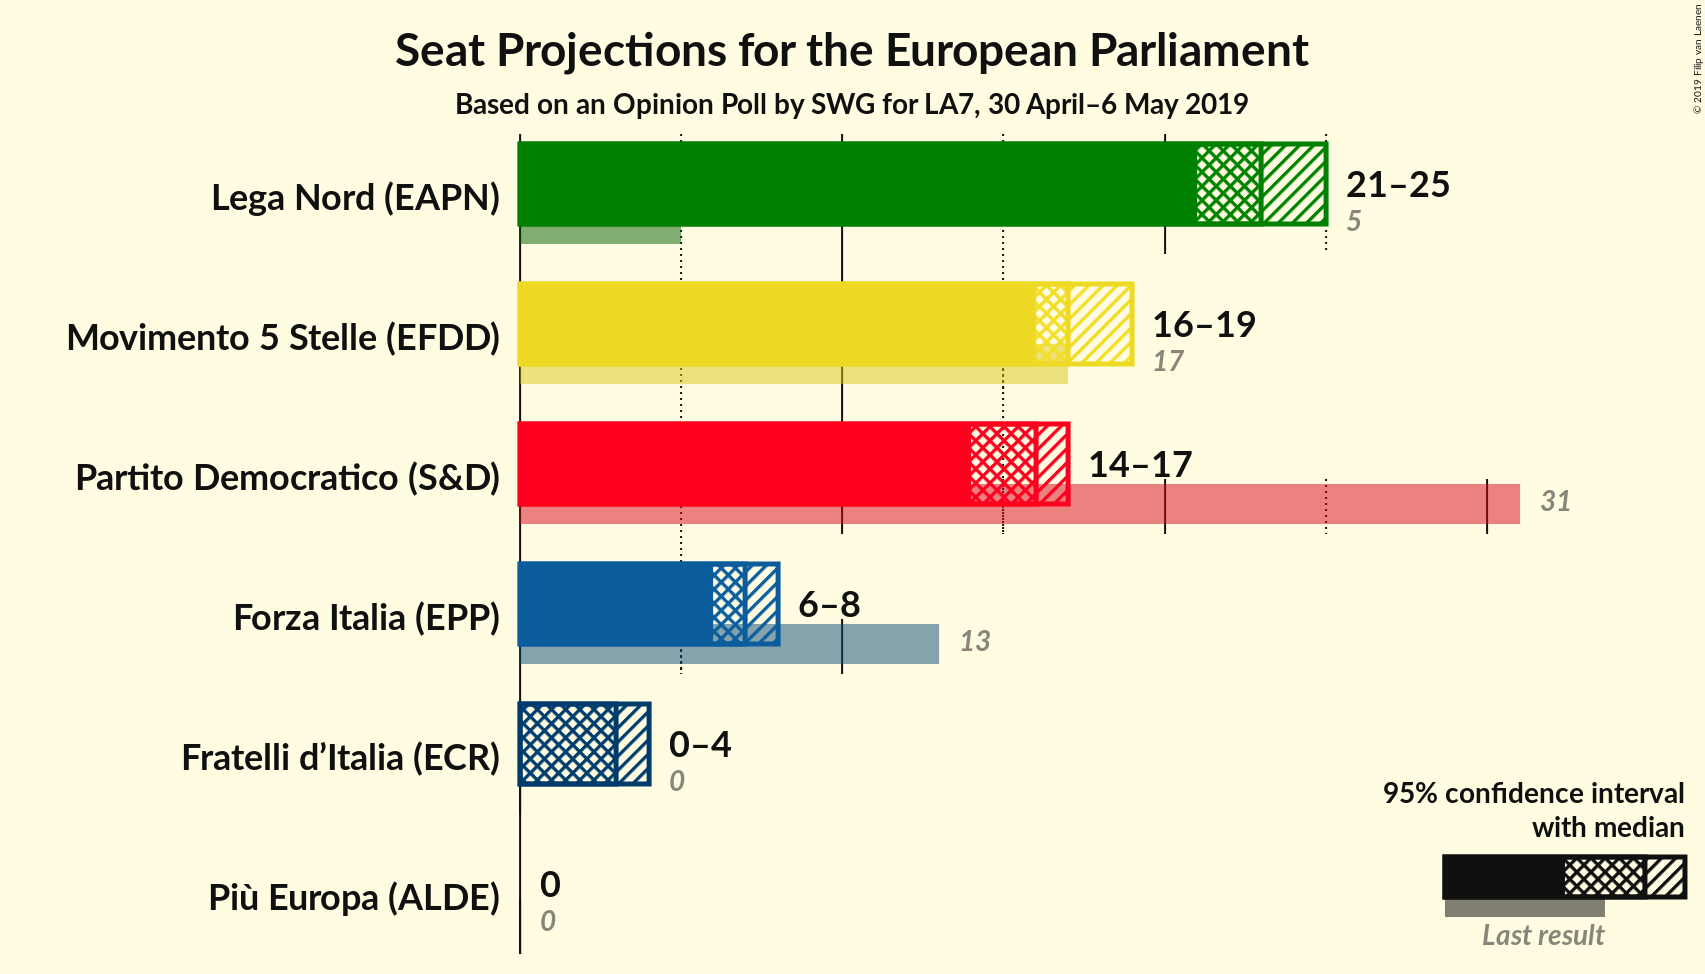 Seat Projections for the European Parliament
Based on an Opinion Poll by SWG for LA7, 30 April–6 May 2019
© 2019 Filip van Laenen
Lega Nord (EAPN)
21–25
5
Movimento 5 Stelle (EFDD)
16–19
17
Partito Democratico (S&D)
14–17
31
Forza Italia (EPP)
6–8
13
Fratelli d’Italia (ECR)
0–4
0
Più Europa (ALDE)
0
0
95% confidence interval
with median
Last result